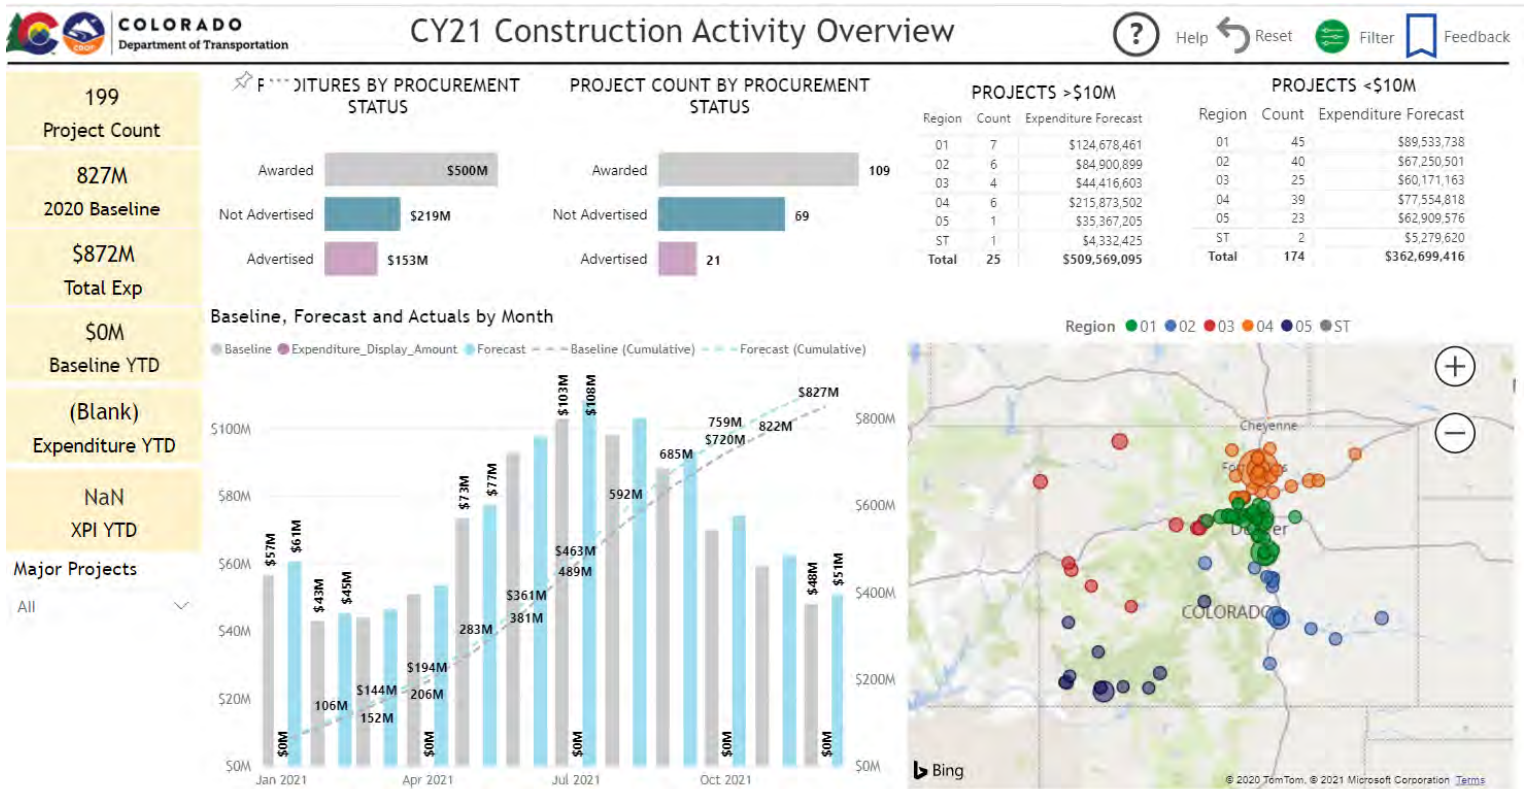 COLORADO
Department of Transportation
CDOT
CY21 Construction Activity Overview
?
Help
Reset
Filter
Feedback
199
Project Count
827M
2020 Baseline
$872M
Total Exp
$0M
Baseline YTD
(Blank)
Expenditure YTD
NaN
XPI YTD
Major Projects
All
DITURES BY PROCUREMENT
STATUS
Awarded $500M
Not Advertised $219M
Advertised $153M
PROJECT COUNT BY PROCUREMENT
STATUS
Awarded 109
Not Advertised 69
Advertised 21
PROJECTS >$10M
Region Count Expenditure Forecast
01 7 $124,678,461
02 6 $84,900,899
03 4 $44,416,603
04 6 $215,873,502
05 1 $35,367,205
ST 1 $4,332,425
Total 25 $509,569,095
PROJECTS <$10M
Region Count Expenditure Forecast
01 45 $89,533,738
02 40 $67,250,501
03 25 $60,171,163
04 39 $77,554,818
05 23 $62,909,576
ST 2 $5,279,620
Total 174 $362,699,416
Baseline, Forecast and Actuals by Month
Baseline Expenditure_Display_Amount Forecast Baseline (Cumulative) Forecast (Cumulative)
$100M
$80M
$60M
$40M
$20M
$0M
$57M
$61M
$43M
$45M
$73M
$77M
$103M
$108M
$48M
$51M
$0M
$0M
$0M
$0M
$0M
106M
$144M
152M
$194M
206M
283M
$361M
381M
$463M
489M
592M
685M
759M
$720M
822M
$827M
$800M
$600M
$400M
$200M
$0M
Jan 2021
Apr 2021
Jul 2021
Oct 2021
Region 01 02 03 04 05 ST
Cheyenne
COLORADO
Bing
© 2020 TomTom, © 2021 Microsoft Corporation Terms